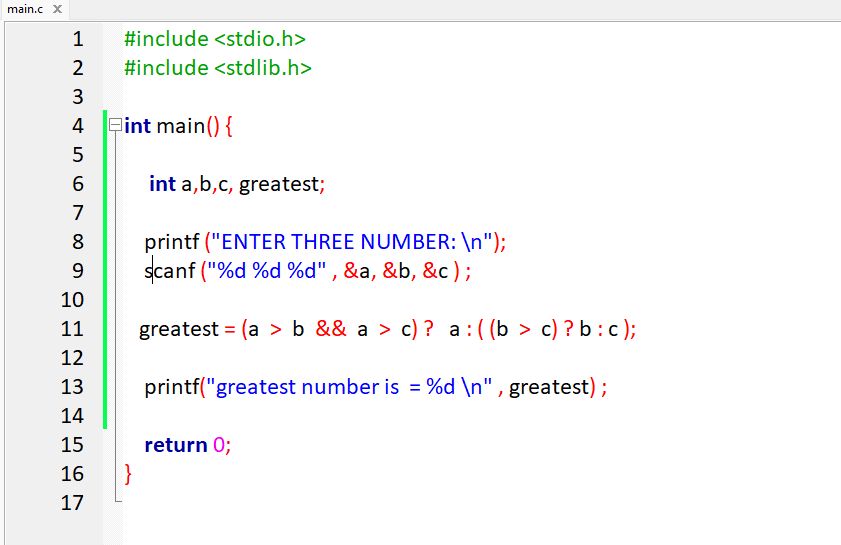 main.c x
1 #include <stdio.h>
2 #include <stdlib.h>
3
4 int main() {
5
6 int a,b,c, greatest;
7
8 printf ("ENTER THREE NUMBER: \n");
9 scanf ("%d %d %d" , &a, &b, &c ) ;
10
11 greatest = (a > b && a > c) ? a : ( (b > c) ? b : c );
12
13 printf("greatest number is = %d \n" , greatest) ;
14
15 return 0;
16 }
17